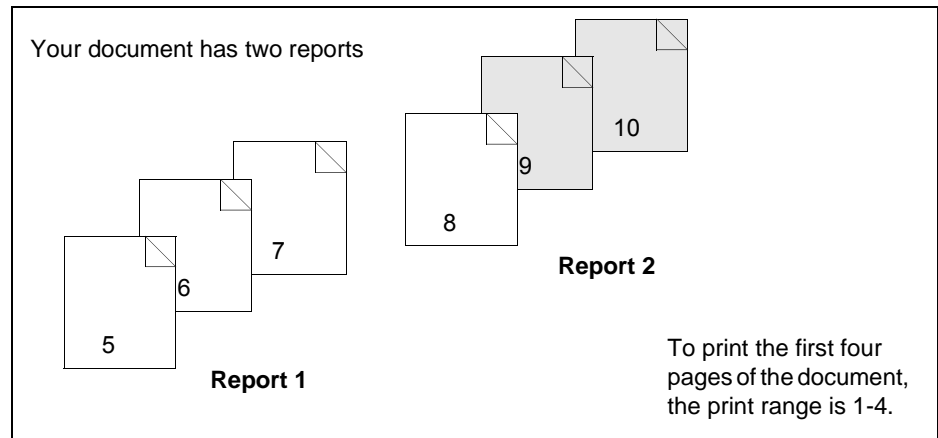 Your document has two reports
10
9
8
7
6
5
Report 2
Report 1
To print the first four
pages of the document,
the print range is 1-4.